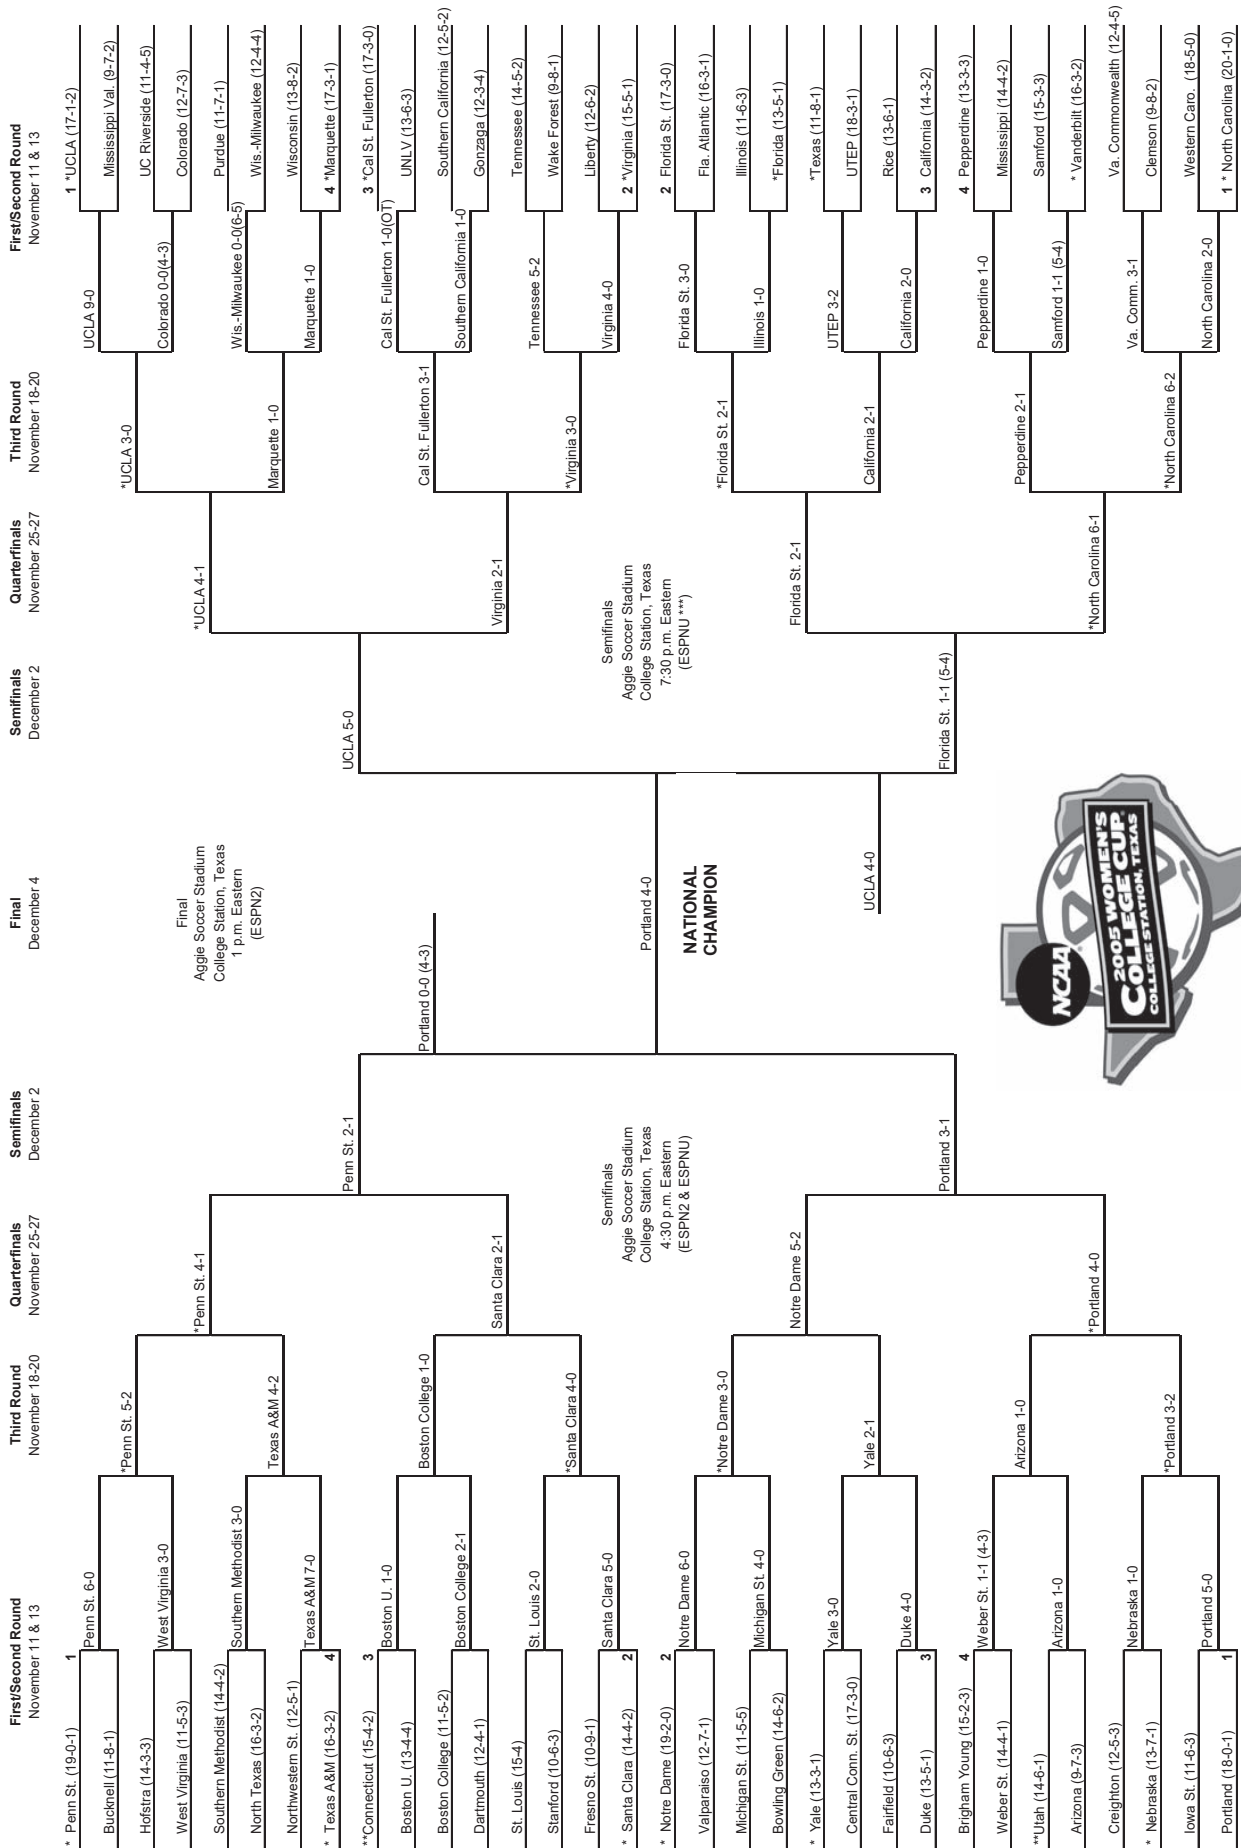 First/Second Round
November 11 & 13
Third Round
November 18-20
Quarterfinals
November 25-27
Semifinals
December 2
Final
December 4
Semifinals
December 2
Quarterfinals
November 25-27
Third Round
November 18-20
First/Second Round
November 11 & 13
* Penn St. (19-0-1) 1
Bucknell (11-8-1)
Hofstra (14-3-3)
West Virginia (11-5-3)
Southern Methodist (14-4-2)
North Texas (16-3-2)
Northwestern St. (12-5-1)
* Texas A&M (16-3-2) 4
**Connecticut (15-4-2) 3
Boston U. (13-4-4)
Boston College (11-5-2)
Dartmouth (12-4-1)
St. Louis (15-4)
Stanford (10-6-3)
Fresno St. (10-9-1)
* Santa Clara (14-4-2) 2
* Notre Dame (19-2-0) 2
Valparaiso (12-7-1)
Michigan St. (11-5-5)
Bowling Green (14-6-2)
* Yale (13-3-1)
Central Conn. St. (17-3-0)
Fairfield (10-6-3)
Duke (13-5-1) 3
Brigham Young (15-2-3) 4
Weber St. (14-4-1)
**Utah (14-6-1)
Arizona (9-7-3)
Creighton (12-5-3)
* Nebraska (13-7-1)
Iowa St. (11-6-3)
Portland (18-0-1) 1
Penn St. 6-0
West Virginia 3-0
Southern Methodist 3-0
Texas A&M 7-0
Boston U. 1-0
Boston College 2-1
St. Louis 2-0
Santa Clara 5-0
Notre Dame 6-0
Michigan St. 4-0
Yale 3-0
Duke 4-0
Weber St. 1-1 (4-3)
Arizona 1-0
Nebraska 1-0
Portland 5-0
*Penn St. 5-2
Texas A&M 4-2
Boston College 1-0
*Santa Clara 4-0
*Notre Dame 3-0
Yale 2-1
Arizona 1-0
*Portland 3-2
*Penn St. 4-1
Santa Clara 2-1
Notre Dame 5-2
*Portland 4-0
Penn St. 2-1
Semifinals
Aggie Soccer Stadium
College Station, Texas
4:30 p.m. Eastern
(ESPN2 & ESPNU)
Portland 3-1
Portland 0-0 (4-3)
Final
Aggie Soccer Stadium
College Station, Texas
1 p.m. Eastern
(ESPN2)
Portland 4-0
NATIONAL
CHAMPION
UCLA 4-0
NCAA
2005 WOMEN'S
COLLEGE CUP
COLLEGE STATION, TEXAS
UCLA 5-0
Semifinals
Aggie Soccer Stadium
College Station, Texas
7:30 p.m. Eastern
(ESPNU ***)
Florida St. 1-1 (5-4)
*UCLA 4-1
Virginia 2-1
Florida St. 2-1
*North Carolina 6-1
*UCLA 3-0
Marquette 1-0
Cal St. Fullerton 3-1
*Virginia 3-0
*Florida St. 2-1
California 2-1
Pepperdine 2-1
*North Carolina 6-2
UCLA 9-0
Colorado 0-0(4-3)
Wis.-Milwaukee 0-0(6-5)
Marquette 1-0
Cal St. Fullerton 1-0(OT)
Southern California 1-0
Tennessee 5-2
Virginia 4-0
Florida St. 3-0
Illinois 1-0
UTEP 3-2
California 2-0
Pepperdine 1-0
Samford 1-1 (5-4)
Va. Comm. 3-1
North Carolina 2-0
1 *UCLA (17-11-2)
Mississippi Val. (9-7-2)
UC Riverside (11-4-5)
Colorado (12-7-3)
Purdue (11-7-1)
Wis.-Milwaukee (12-4-4)
Wisconsin (13-8-2)
4 *Marquette (17-3-1)
3 *Cal St. Fullerton (17-3-0)
UNLV (13-6-3)
Southern California (12-5-2)
Gonzaga (12-3-4)
Tennessee (14-5-2)
Wake Forest (9-8-1)
Liberty (12-6-2)
2 *Virginia (15-5-1)
2 Florida St. (17-3-0)
Fla. Atlantic (16-3-1)
Illinois (11-6-3)
*Florida (13-5-1)
*Texas (11-8-1)
UTEP (18-3-1)
Rice (13-6-1)
3 California (14-3-2)
4 Pepperdine (13-3-3)
Mississippi (14-4-2)
Samford (15-3-3)
* Vanderbilt (16-3-2)
Va. Commonwealth (12-4-5)
Clemson (9-8-2)
Western Caro. (18-5-0)
1 * North Carolina (20-1-0)